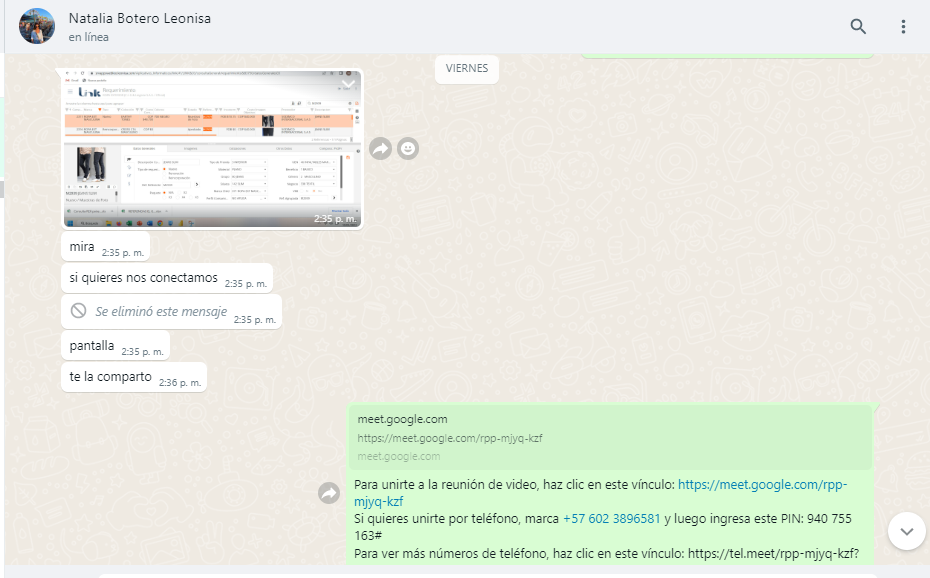 Natalia Botero Leonisa
en línea
VIERNES
Link
2:35 p. m.
mira 2:35 p. m.
si quieres nos conectamos 2:35 p. m.
Se eliminó este mensaje 2:35 p. m.
pantalla 2:35 p. m.
te la comparto 2:36 p. m.
meet.google.com
https://meet.google.com/rpp-mjyq-kzf
meet.google.com
Para unirte a la reunión de video, haz clic en este vínculo: https://meet.google.com/rpp-
mjyq-kzf
Si quieres unirte por teléfono, marca +57 602 3896581 y luego ingresa este PIN: 940 755
163#
Para ver más números de teléfono, haz clic en este vínculo: https://tel.meet/rpp-mjyq-kzf?